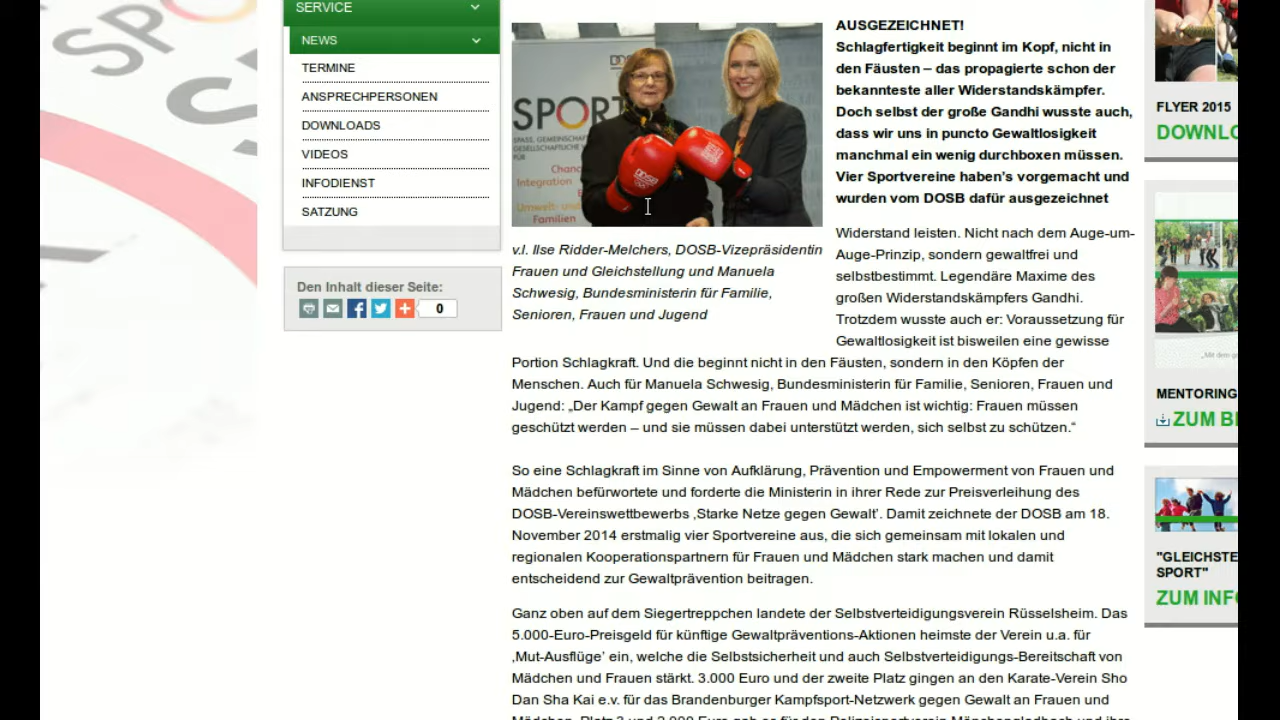 SERVICE
NEWS
TERMINE
ANSPRECHPERSONEN
DOWNLOADS
VIDEOS
INFODIENST
SATZUNG
Den Inhalt dieser Seite:
0
SPORT
Integration
Familien
v.l. Ilse Ridder-Melchers, DOSB-Vizepräsidentin
Frauen und Gleichstellung und Manuela
Schwesig, Bundesministerin für Familie,
Senioren, Frauen und Jugend
AUSGEZEICHNET!
Schlagfertigkeit beginnt im Kopf, nicht in
den Fäusten – das propagierte schon der
bekannteste aller Widerstandskämpfer.
Doch selbst der große Gandhi wusste auch,
dass wir uns in puncto Gewaltlosigkeit
manchmal ein wenig durchboxen müssen.
Vier Sportvereine haben's vorgemacht und
wurden vom DOSB dafür ausgezeichnet
Widerstand leisten. Nicht nach dem Auge-um-
Auge-Prinzip, sondern gewaltfrei und
selbstbestimmt. Legendäre Maxime des
großen Widerstandskämpfers Gandhi.
Trotzdem wusste auch er: Voraussetzung für
Gewaltlosigkeit ist bisweilen eine gewisse
Portion Schlagkraft. Und die beginnt nicht in den Fäusten, sondern in den Köpfen der
Menschen. Auch für Manuela Schwesig, Bundesministerin für Familie, Senioren, Frauen und
Jugend: „Der Kampf gegen Gewalt an Frauen und Mädchen ist wichtig: Frauen müssen
geschützt werden – und sie müssen dabei unterstützt werden, sich selbst zu schützen.“
So eine Schlagkraft im Sinne von Aufklärung, Prävention und Empowerment von Frauen und
Mädchen befürwortete und forderte die Ministerin in ihrer Rede zur Preisverleihung des
DOSB-Vereinswettbewerbs ‚Starke Netze gegen Gewalt’. Damit zeichnete der DOSB am 18.
November 2014 erstmalig vier Sportvereine aus, die sich gemeinsam mit lokalen und
regionalen Kooperationspartnern für Frauen und Mädchen stark machen und damit
entscheidend zur Gewaltprävention beitragen.
Ganz oben auf dem Siegertreppchen landete der Selbstverteidigungsverein Rüsselsheim. Das
5.000-Euro-Preisgeld für künftige Gewaltpräventions-Aktionen heimste der Verein u.a. für
‚Mut-Ausflüge’ ein, welche die Selbstsicherheit und auch Selbstverteidigungs-Bereitschaft von
Mädchen und Frauen stärkt. 3.000 Euro und der zweite Platz gingen an den Karate-Verein Sho
Dan Sha Kai e.v. für das Brandenburger Kampfsport-Netzwerk gegen Gewalt an Frauen und
FLYER 2015
DOWNLO
MENTORING
ZUM B
"GLEICHSTE
SPORT"
ZUM INF